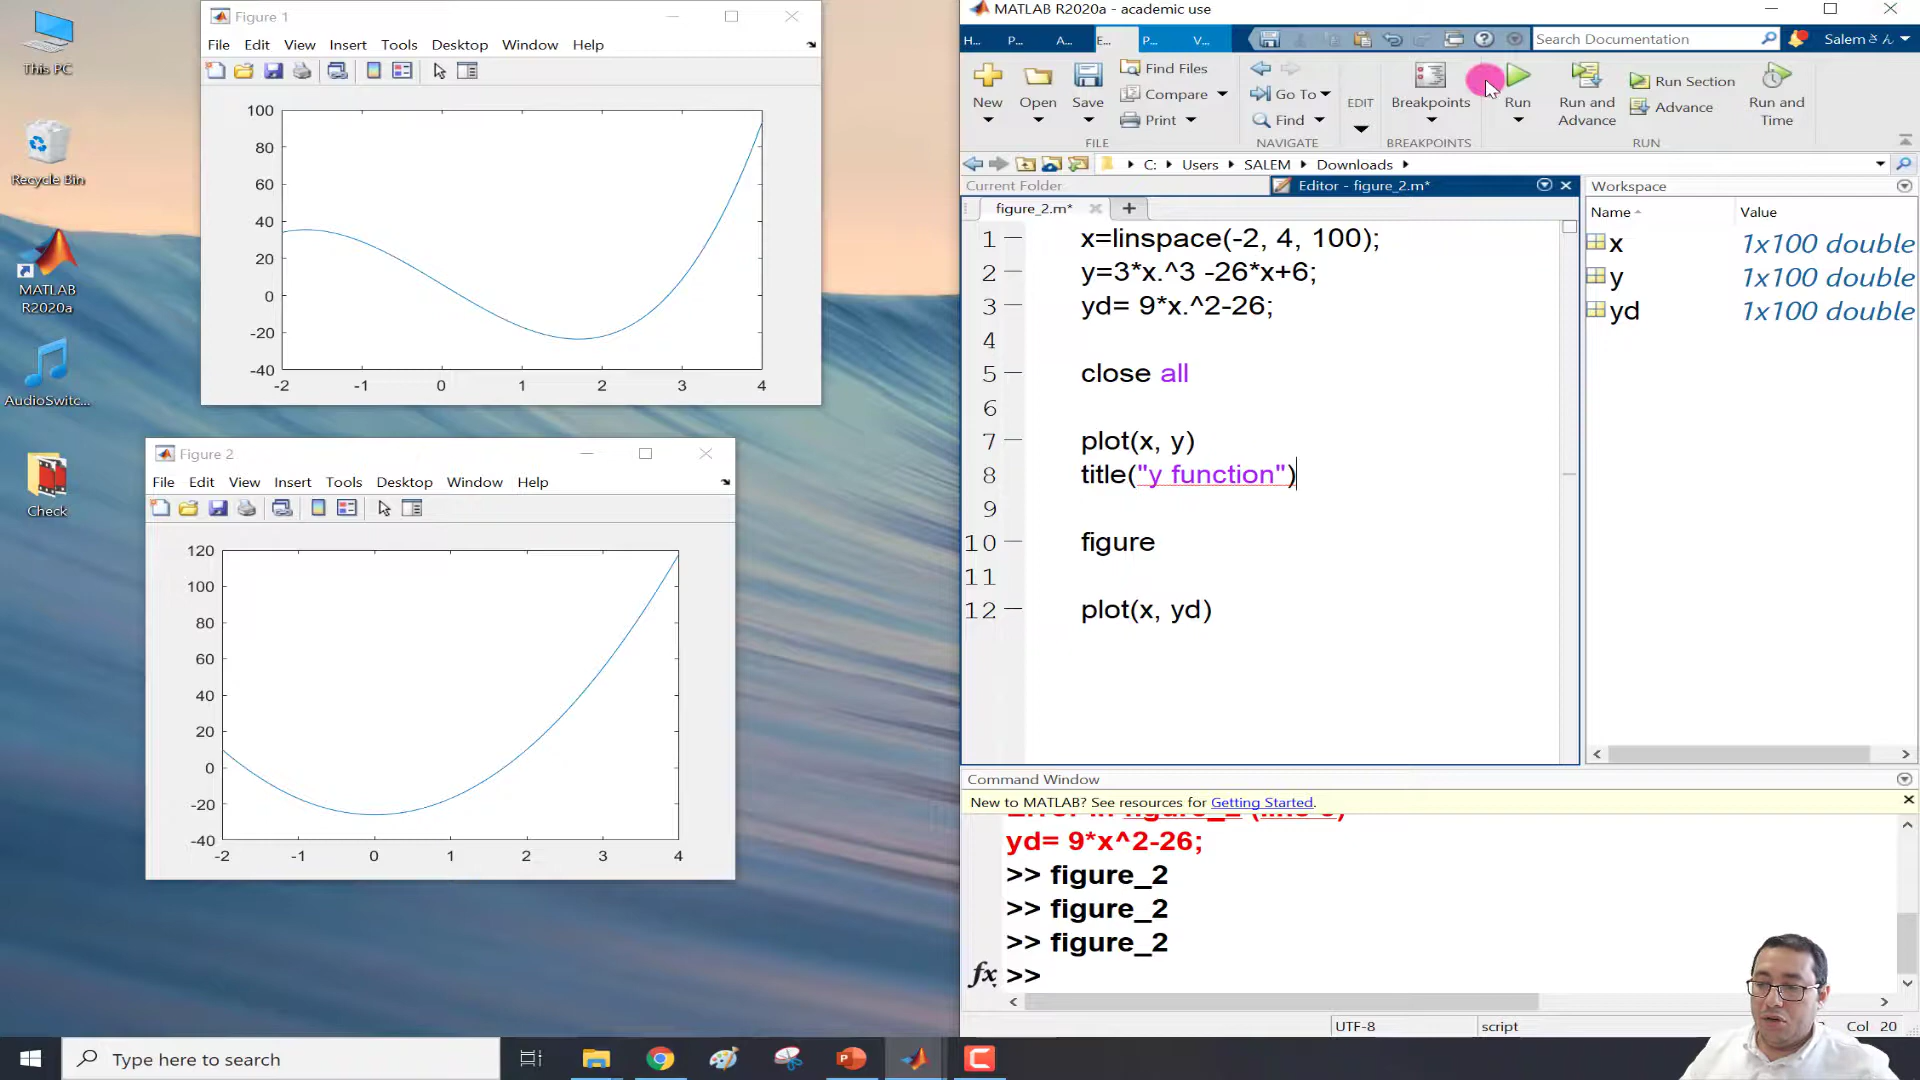 This PC
Recycle Bin
MATLAB
R2020a
AudioSwitc...
Check
Figure 1
File Edit View Insert Tools Desktop Window Help
100
80
60
40
20
0
-20
-40
-2 -1 0 1 2 3 4
Figure 2
File Edit View Insert Tools Desktop Window Help
120
100
80
60
40
20
0
-20
-40
-2 -1 0 1 2 3 4
MATLAB R2020a - academic use
H... P... A... E... P... V...
Search Documentation
Salemさん
New
Open
Save
Find Files
Compare
Print
FILE
Go To
Find
NAVIGATE
EDIT
Breakpoints
BREAKPOINTS
Run
Run and
Advance
Run Section
Advance
Run and
Time
RUN
C: Users SALEM Downloads
Current Folder
Editor - figure_2.m*
figure_2.m*
1 x=linspace(-2, 4, 100);
2 y=3*x.^3 -26*x+6;
3 yd= 9*x.^2-26;
4
5 close all
6
7 plot(x, y)
8 title("y function")
9
10 figure
11
12 plot(x, yd)
Workspace
Name Value
x 1x100 double
y 1x100 double
yd 1x100 double
Command Window
New to MATLAB? See resources for Getting Started.
yd= 9*x^2-26;
>> figure_2
>> figure_2
>> figure_2
fx >>
UTF-8 script Col 20
Type here to search